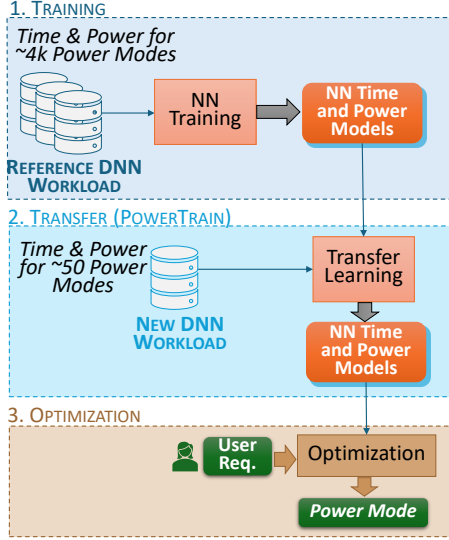 1. TRAINING
Time & Power for
~4k Power Modes
NN
Training
NN Time
and Power
Models
REFERENCE DNN
WORKLOAD
2. TRANSFER (POWERTRAIN)
Time & Power
for ~50 Power
Modes
Transfer
Learning
NEW DNN
WORKLOAD
NN Time
and Power
Models
3. OPTIMIZATION
User
Req.
Optimization
Power Mode